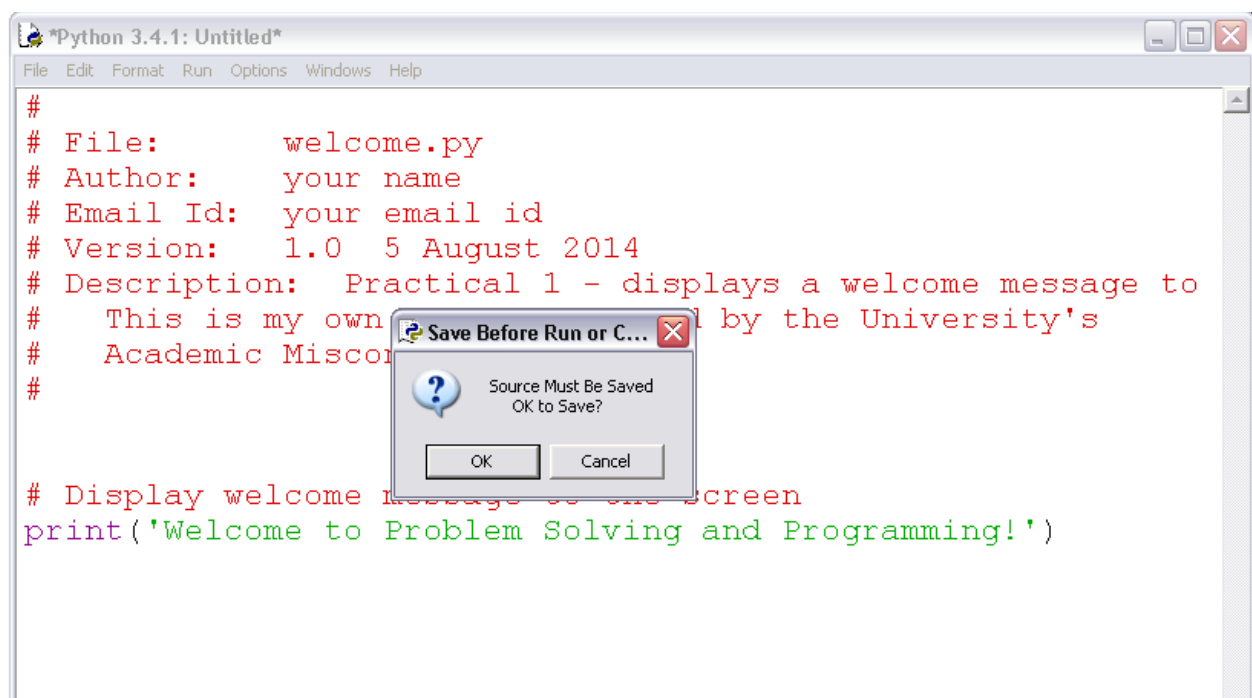 *Python 3.4.1: Untitled*
File Edit Format Run Options Windows Help
#
# File: welcome.py
# Author: your name
# Email Id: your email id
# Version: 1.0 5 August 2014
# Description: Practical 1 – displays a welcome message to
# This is my own by the University's
# Academic
#
Save Before Run or C...
Source Must Be Saved
OK to Save?
OK Cancel
# Display welcome screen
print('Welcome to Problem Solving and Programming!')